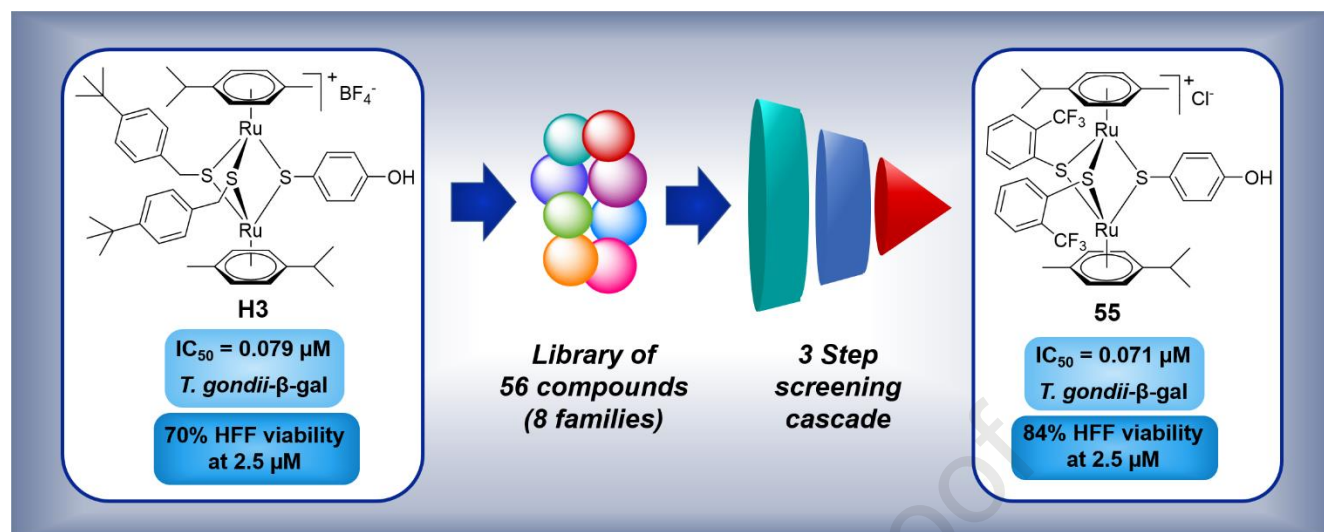 +
BF₄⁻
Ru
S
S
S
OH
Ru
H3
IC₅₀ = 0.079 µM
T. gondii-β-gal
70% HFF viability
at 2.5 µM
Library of
56 compounds
(8 families)
3 Step
screening
cascade
+
Cl⁻
CF₃
Ru
S
S
S
OH
Ru
CF₃
55
IC₅₀ = 0.071 µM
T. gondii-β-gal
84% HFF viability
at 2.5 µM
oof